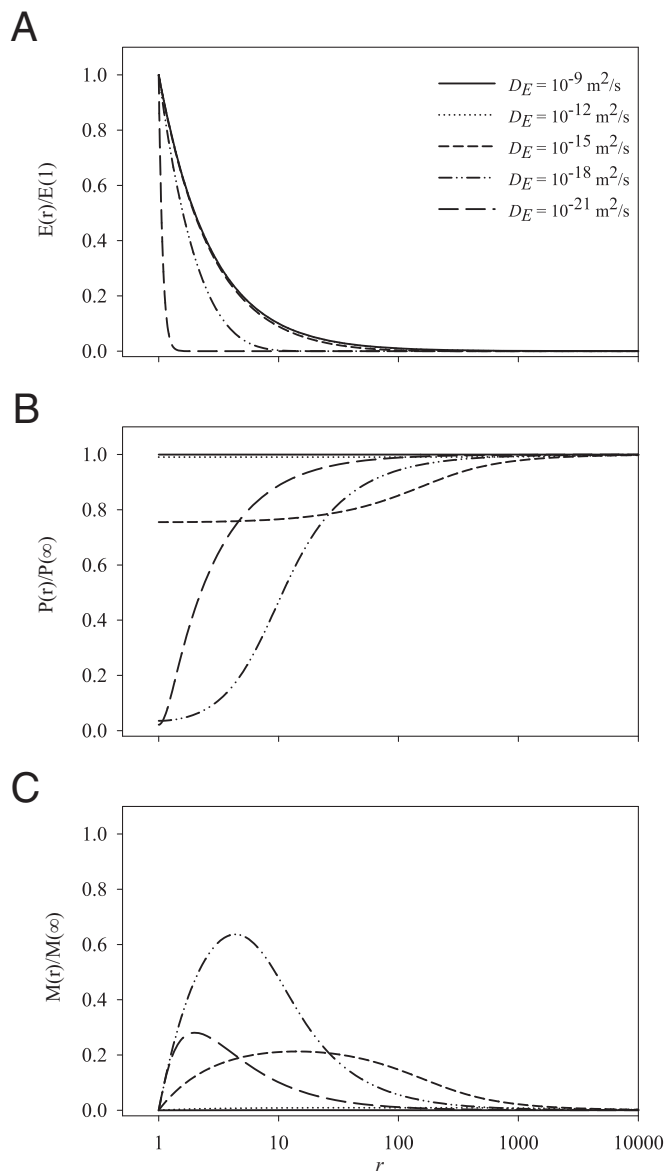 A
1.0
0.8
0.6
0.4
0.2
0.0
E(r)/E(1)
D_E = 10^-9 m^2/s
D_E = 10^-12 m^2/s
D_E = 10^-15 m^2/s
D_E = 10^-18 m^2/s
D_E = 10^-21 m^2/s
B
1.0
0.8
0.6
0.4
0.2
0.0
P(r)/P(∞)
C
1.0
0.8
0.6
0.4
0.2
0.0
M(r)/M(∞)
1 10 100 1000 10000
r